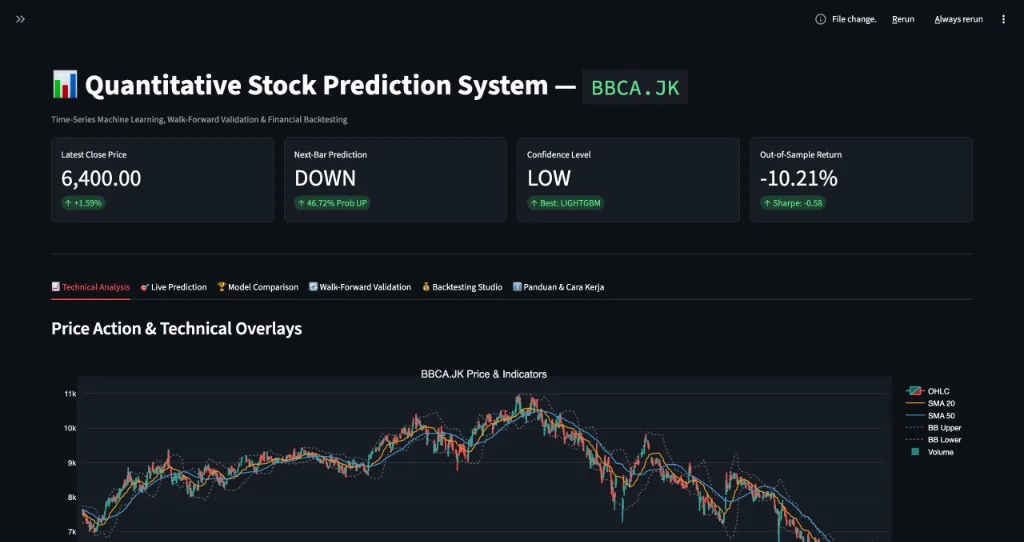 File change. Rerun Always rerun
Quantitative Stock Prediction System — BBCA.JK
Time-Series Machine Learning, Walk-Forward Validation & Financial Backtesting
Latest Close Price
6,400.00
↑ +1.59%
Next-Bar Prediction
DOWN
↑ 46.72% Prob UP
Confidence Level
LOW
↑ Best: LIGHTGBM
Out-of-Sample Return
-10.21%
↑ Sharpe: -0.58
Technical Analysis Live Prediction Model Comparison Walk-Forward Validation Backtesting Studio Panduan & Cara Kerja
Price Action & Technical Overlays
BBCA.JK Price & Indicators
11k
10k
9k
8k
7k
OHLC
SMA 20
SMA 50
BB Upper
BB Lower
Volume